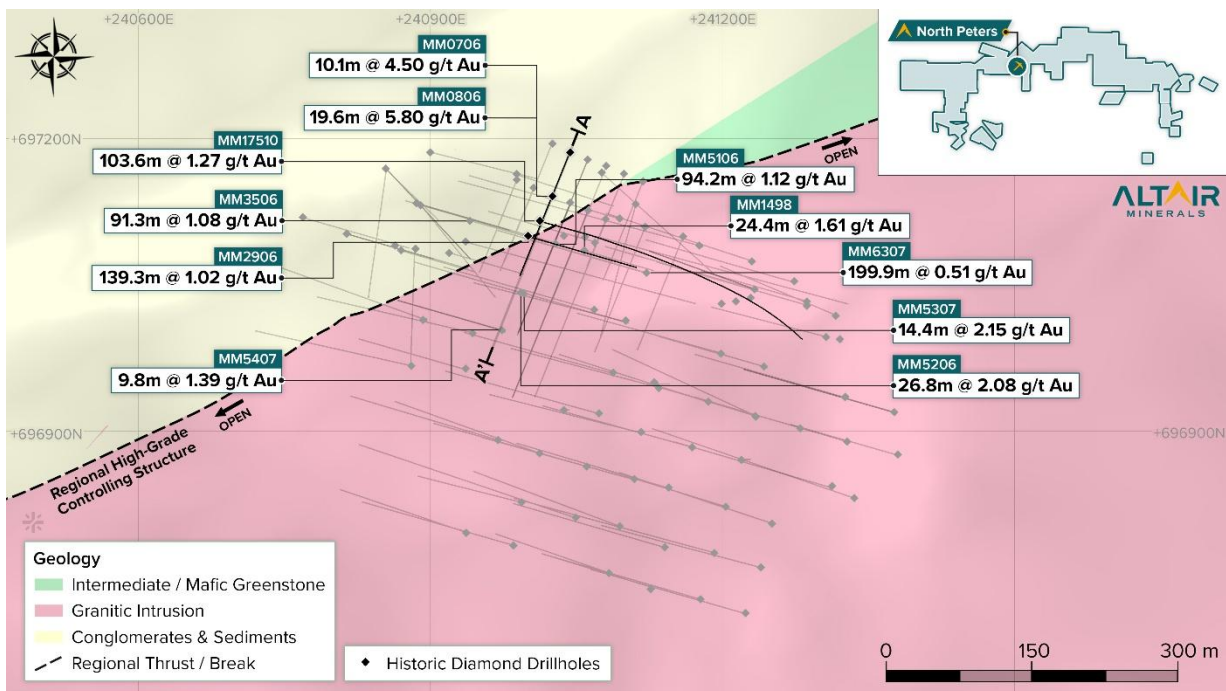 +240600E
+240900E
+241200E
North Peters
MM0706
10.1m @ 4.50 g/t Au
MM0806
19.6m @ 5.80 g/t Au
A
+697200N
MM17510
103.6m @ 1.27 g/t Au
OPEN
MM5106
94.2m @ 1.12 g/t Au
ALTAIR
MINERALS
MM3506
91.3m @ 1.08 g/t Au
MM1498
24.4m @ 1.61 g/t Au
MM2906
139.3m @ 1.02 g/t Au
MM6307
199.9m @ 0.51 g/t Au
MM5307
14.4m @ 2.15 g/t Au
MM5407
9.8m @ 1.39 g/t Au
A'
MM5206
26.8m @ 2.08 g/t Au
OPEN
+696900N
+696900N
Regional High-Grade
Controlling Structure
Geology
Intermediate / Mafic Greenstone
Granitic Intrusion
Conglomerates & Sediments
Regional Thrust / Break
Historic Diamond Drillholes
0 150 300 m